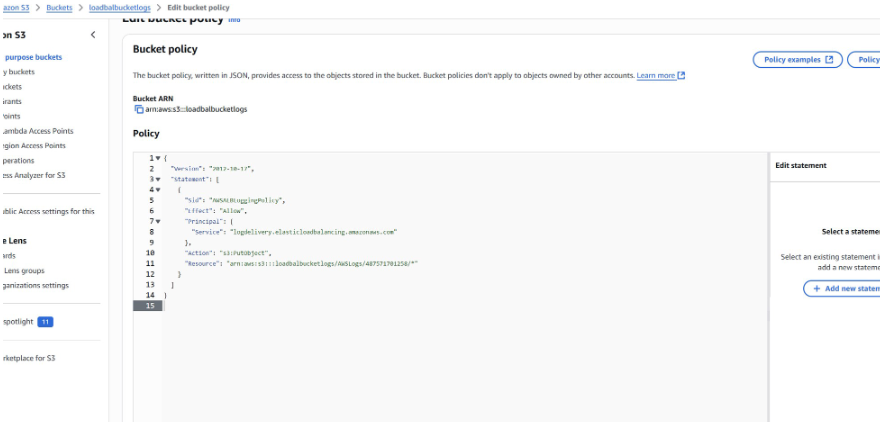 azon S3 > Buckets > loadbalbucketlogs > Edit bucket policy
Edit bucket policy Info
on S3
purpose buckets
y buckets
uckets
Grants
oints
Lambda Access Points
egion Access Points
perations
ess Analyzer for S3
ublic Access settings for this
e Lens
ards
Lens groups
ganizations settings
spotlight 11
rketplace for S3
Bucket policy
Policy examples
Policy
The bucket policy, written in JSON, provides access to the objects stored in the bucket. Bucket policies don't apply to objects owned by other accounts. Learn more
Bucket ARN
arn:aws:s3:::loadbalbucketlogs
Policy
1 {
2 "Version": "2012-10-17",
3 "Statement": [
4 {
5 "Sid": "AWSALBLoggingPolicy",
6 "Effect": "Allow",
7 "Principal": {
8 "Service": "logdelivery.elasticloadbalancing.amazonaws.com"
9 },
10 "Action": "s3:PutObject",
11 "Resource": "arn:aws:s3:::loadbalbucketlogs/AWSLogs/487571701258/*"
12 }
13 ]
14 }
15
Edit statement
Select a stateme
Select an existing statement i
add a new stateme
+ Add new statem